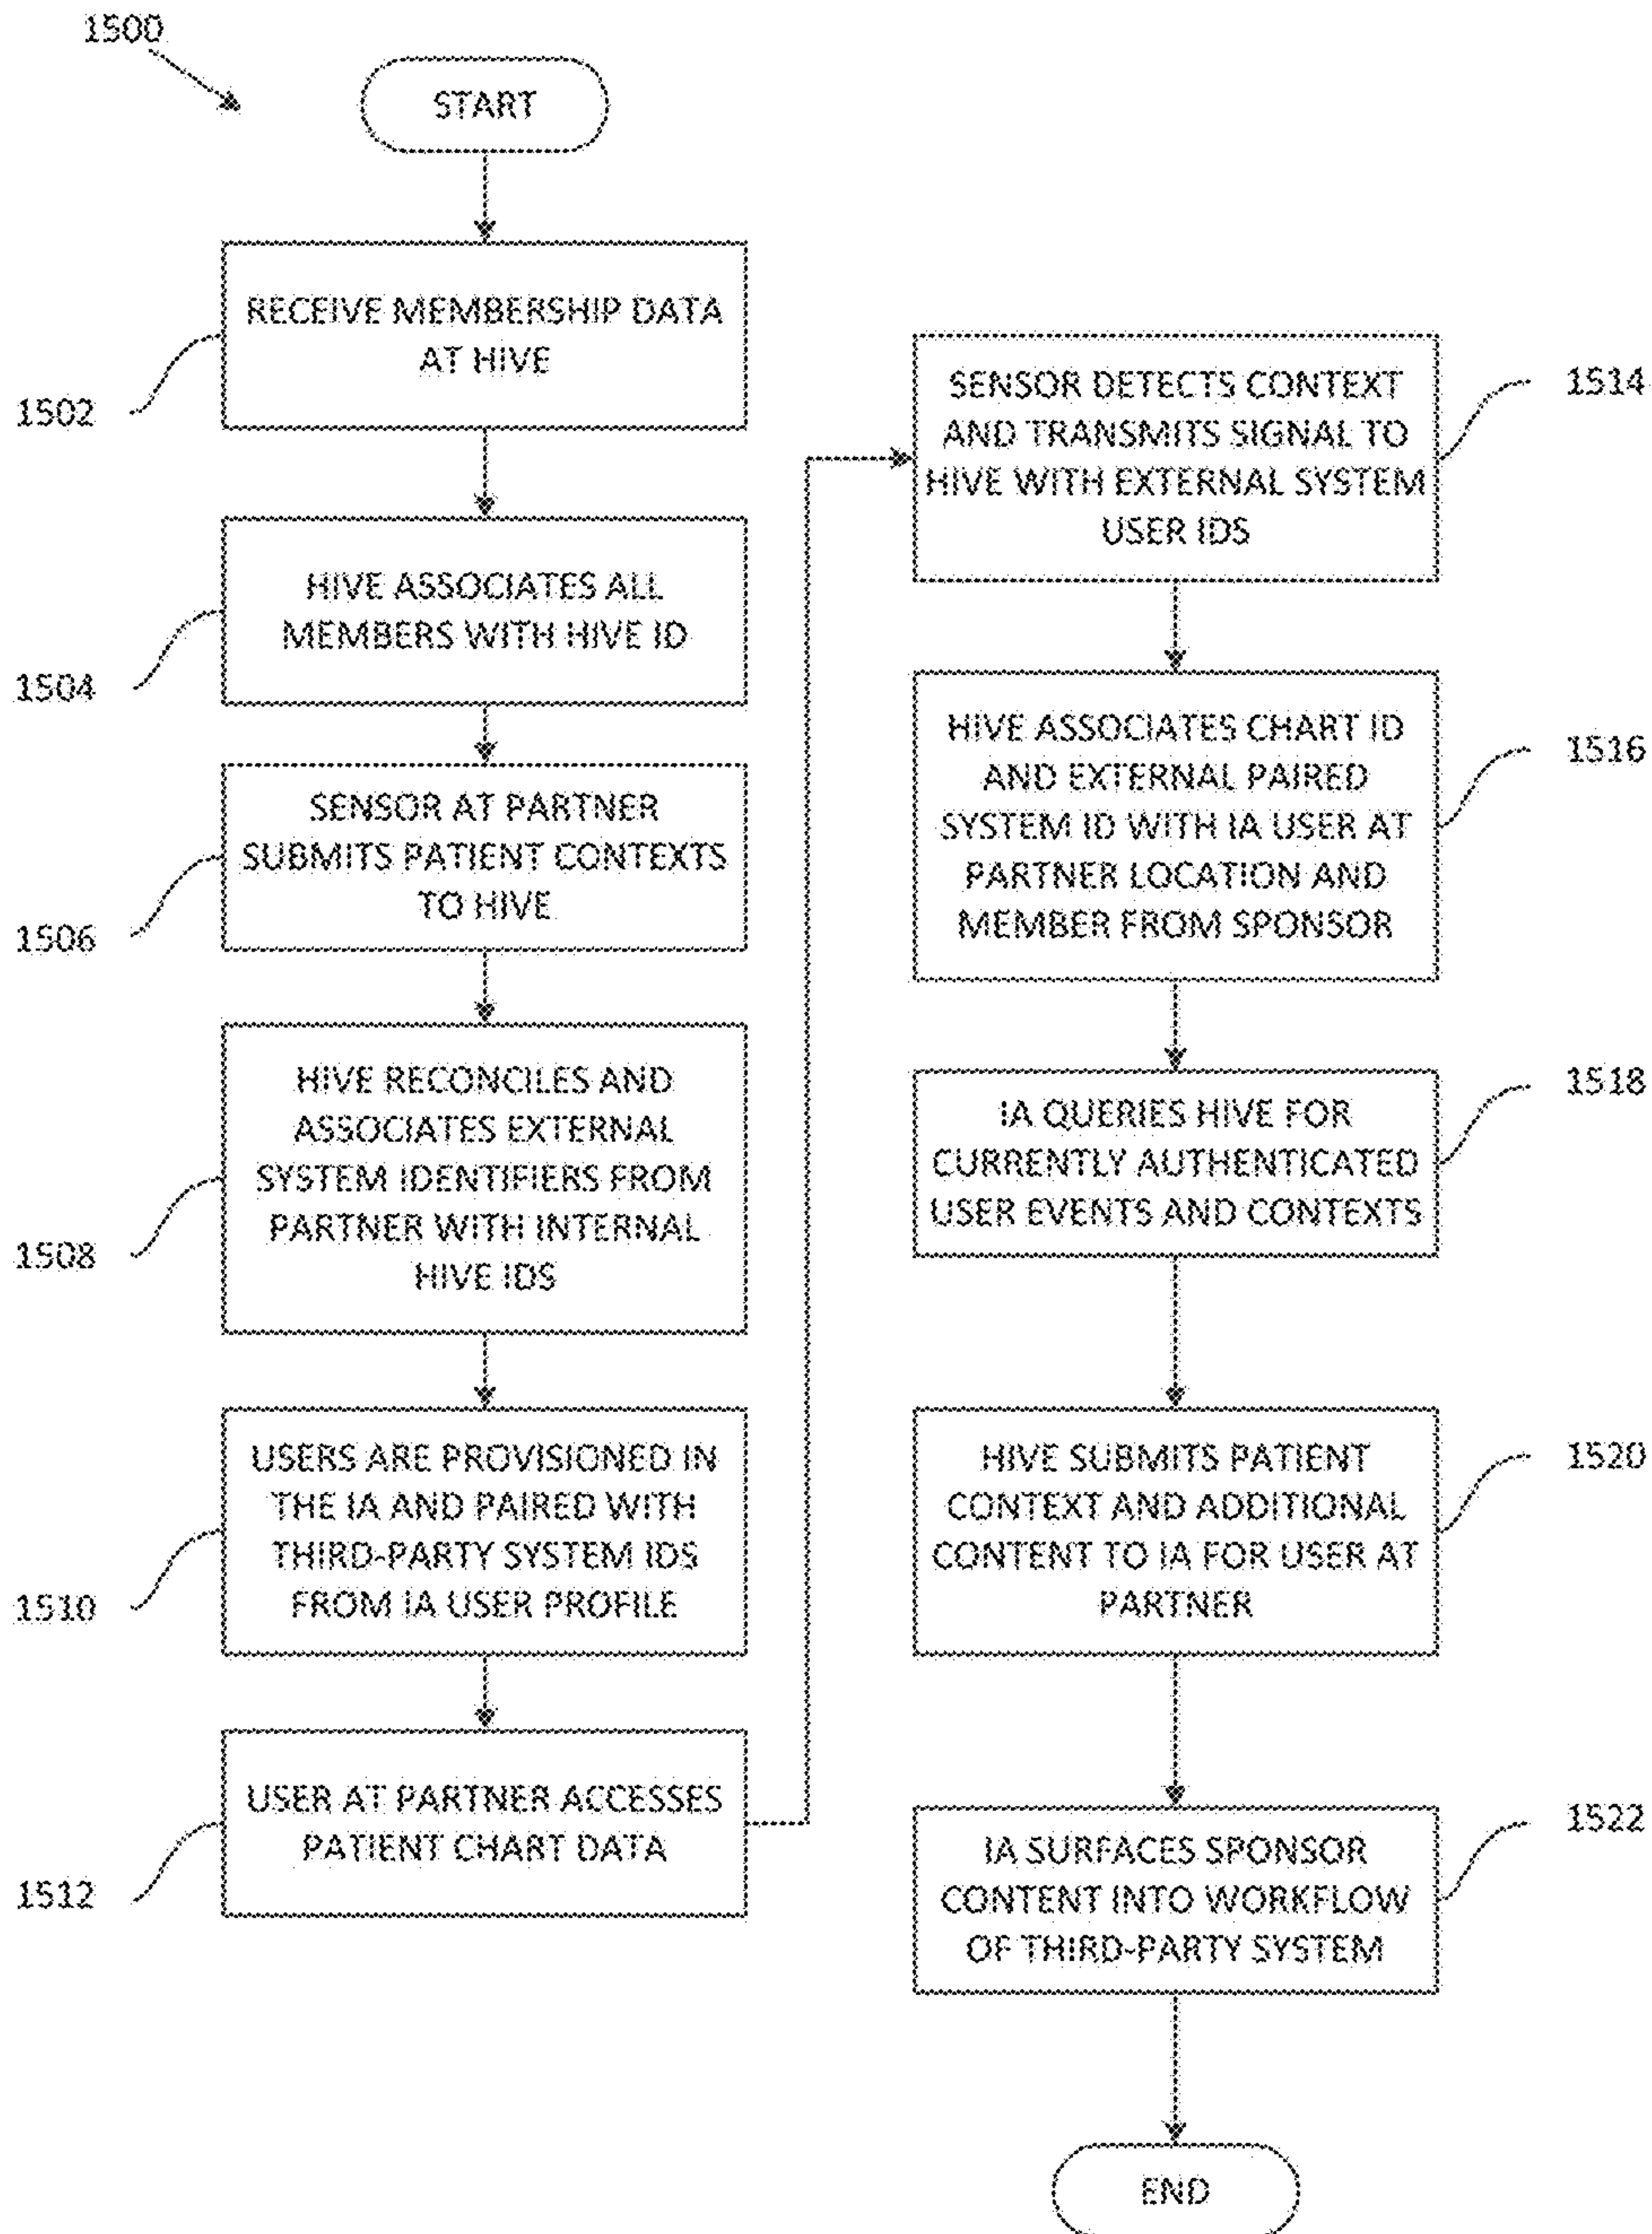 1500
START
RECEIVE MEMBERSHIP DATA
AT HIVE
1502
HIVE ASSOCIATES ALL
MEMBERS WITH HIVE ID
1504
SENSOR AT PARTNER
SUBMITS PATIENT CONTEXTS
TO HIVE
1506
HIVE RECONCILES AND
ASSOCIATES EXTERNAL
SYSTEM IDENTIFIERS FROM
PARTNER WITH INTERNAL
HIVE IDS
1508
USERS ARE PROVISIONED IN
THE IA AND PAIRED WITH
THIRD-PARTY SYSTEM IDS
FROM IA USER PROFILE
1510
USER AT PARTNER ACCESSES
PATIENT CHART DATA
1512
SENSOR DETECTS CONTEXT
AND TRANSMITS SIGNAL TO
HIVE WITH EXTERNAL SYSTEM
USER IDS
1514
HIVE ASSOCIATES CHART ID
AND EXTERNAL PAIRED
SYSTEM ID WITH IA USER AT
PARTNER LOCATION AND
MEMBER FROM SPONSOR
1516
IA QUERIES HIVE FOR
CURRENTLY AUTHENTICATED
USER EVENTS AND CONTEXTS
1518
HIVE SUBMITS PATIENT
CONTEXT AND ADDITIONAL
CONTENT TO IA FOR USER AT
PARTNER
1520
IA SURFACES SPONSOR
CONTENT INTO WORKFLOW
OF THIRD-PARTY SYSTEM
1522
END